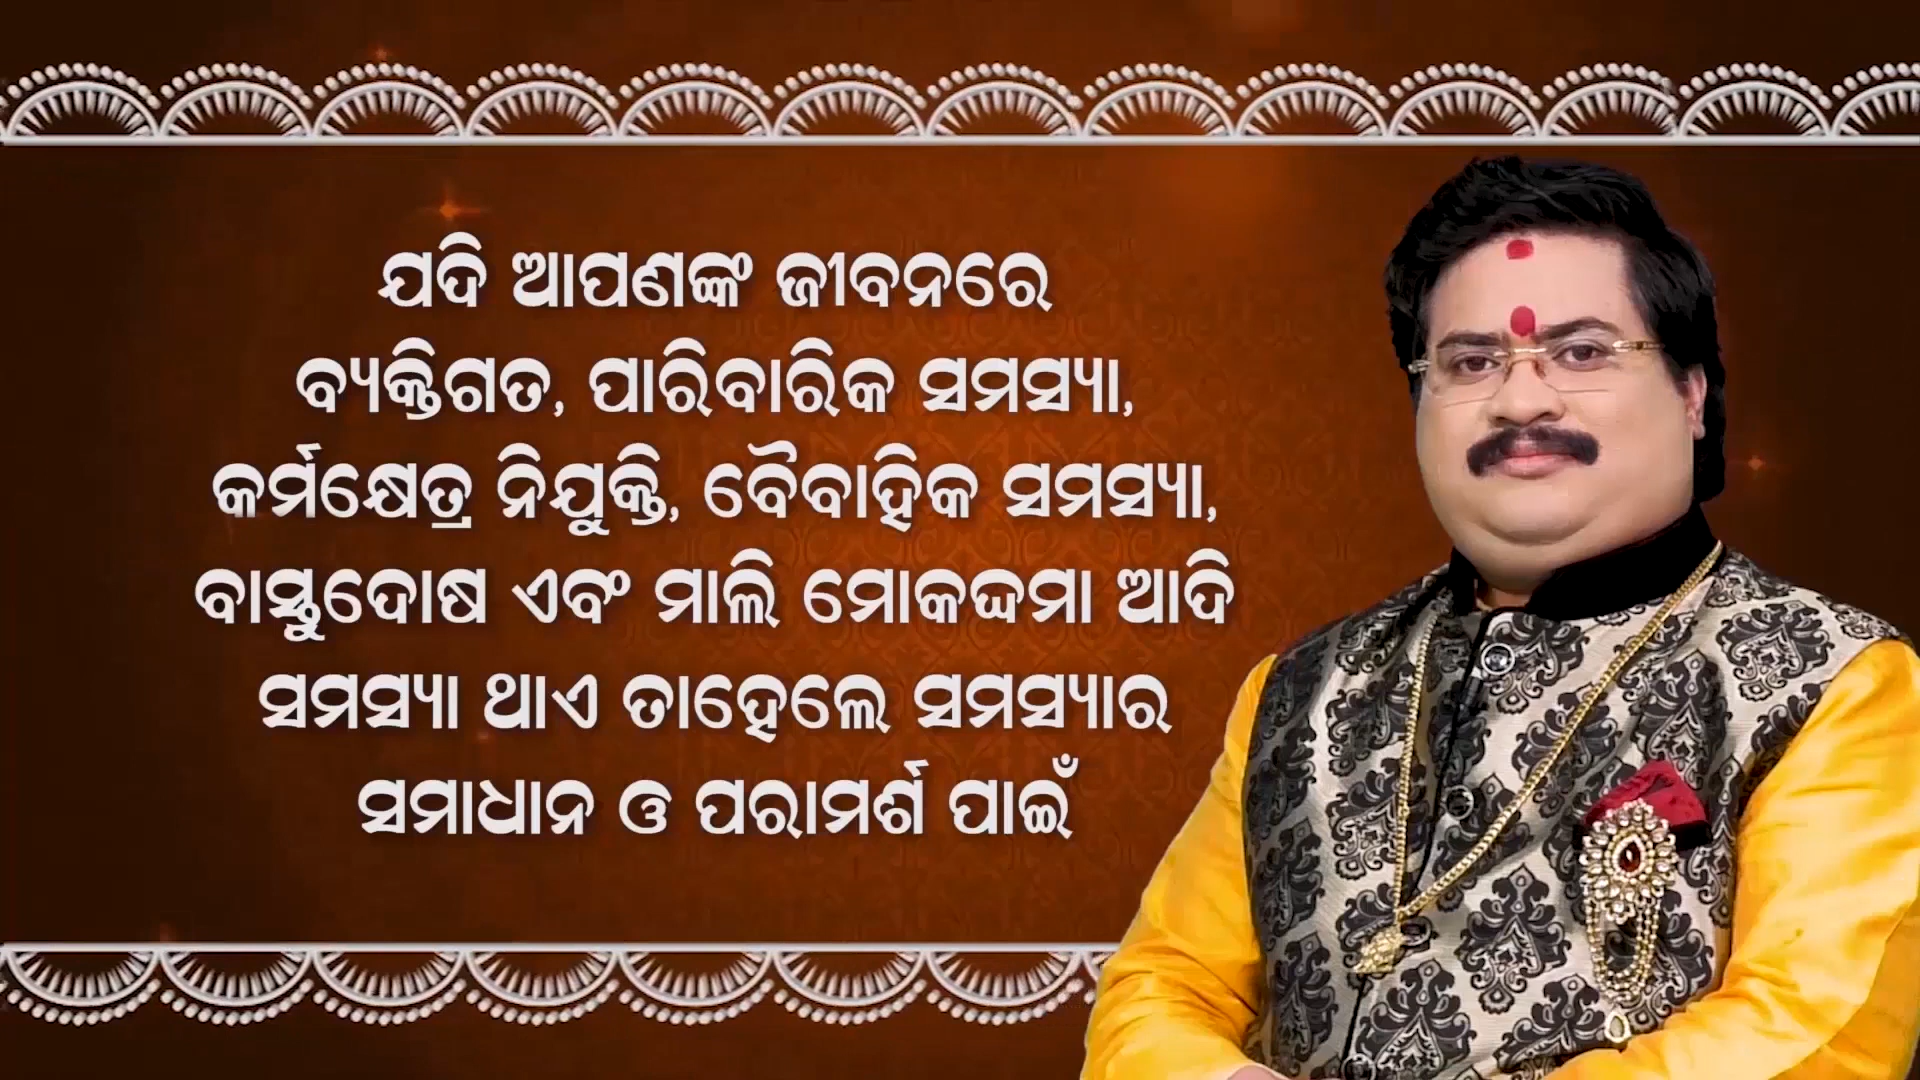 ଯଦି ଆପଣଙ୍କ ଜୀବନରେ
ବ୍ୟକ୍ତିଗତ, ପାରିବାରିକ ସମସ୍ୟା,
କର୍ମକ୍ଷେତ୍ର ନିଯୁକ୍ତି, ବୈବାହିକ ସମସ୍ୟା,
ବାସ୍ତୁଦୋଷ ଏବଂ ମାଲି ମୋକଦ୍ଦମା ଆଦି
ସମସ୍ୟା ଥାଏ ତାହେଲେ ସମସ୍ୟାର
ସମାଧାନ ଓ ପରାମର୍ଶ ପାଇଁ